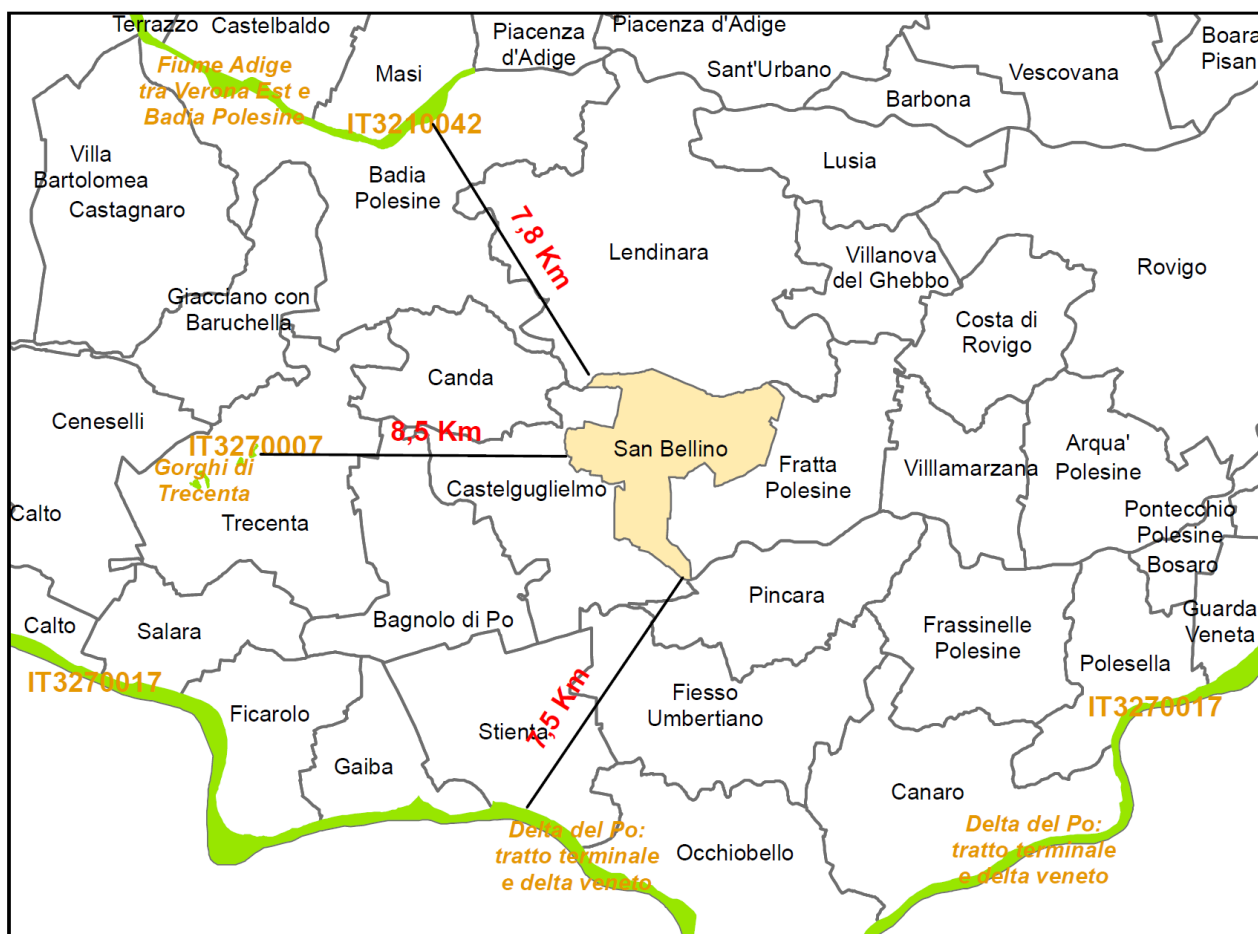 Terrazzo
Castelbaldo
Piacenza
d'Adige
Piacenza d'Adige
Boara
Pisan
Fiume Adige
tra Verona Est e
Badia Polesine
Masi
Sant'Urbano
Vescovana
Barbona
IT3210042
Villa
Bartolomea
Castagnaro
Badia
Polesine
Lusia
7,8 Km
Lendinara
Villanova
del Ghebbo
Rovigo
Giacciano con
Baruchella
Costa di
Rovigo
Canda
Ceneselli
IT3270007
8,5 Km
San Bellino
Gorghi di
Trecenta
Castelguglielmo
Fratta
Polesine
Villlamarzana
Arqua'
Polesine
Calto
Trecenta
Pontecchio
Polesine
Bosaro
Pincara
Guarda
Veneta
Calto
Salara
Bagnolo di Po
Frassinelle
Polesine
Polesella
IT3270017
Ficarolo
Stienta
7,5 Km
Fiesso
Umbertiano
IT3270017
Gaiba
Canaro
Delta del Po:
tratto terminale
e delta veneto
Occhiobello
Delta del Po:
tratto terminale
e delta veneto